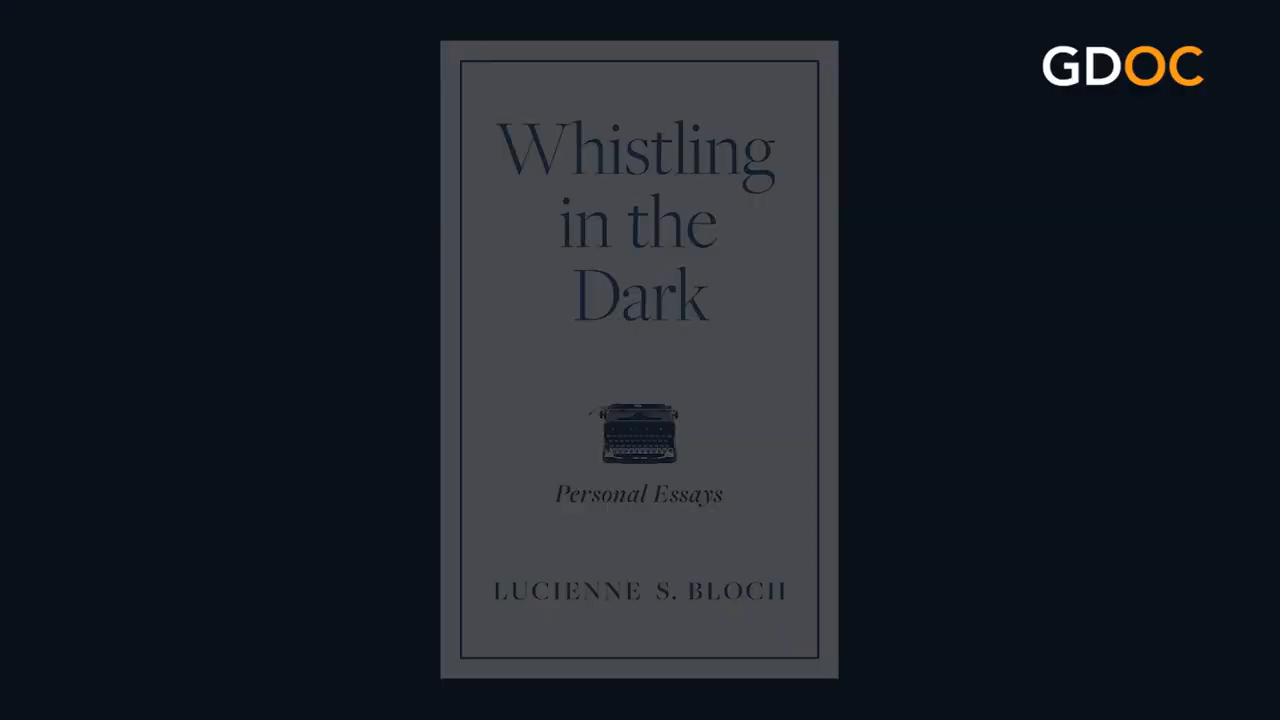 GDOC
Whistling
in the
Dark
Personal Essays
LUCIENNE S. BLOCH